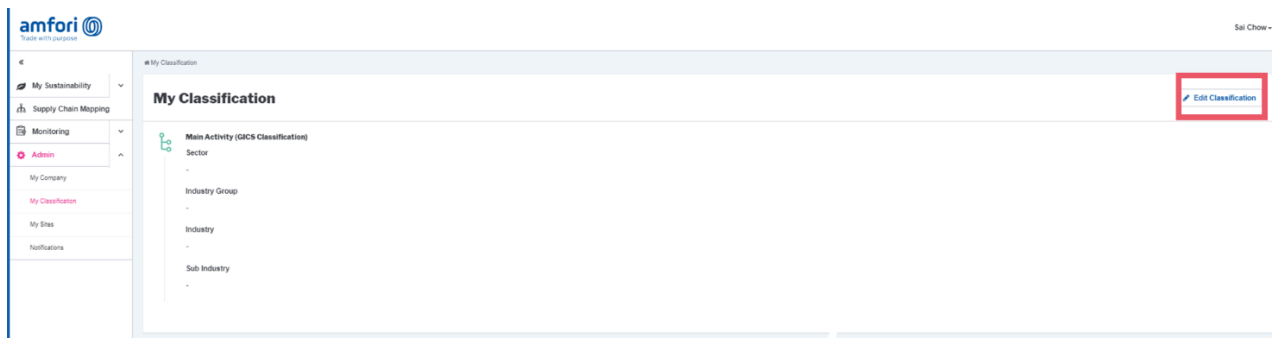 amfori
Trade with purpose
Sai Chow
«
My Classification
My Sustainability
Supply Chain Mapping
Monitoring
Admin
My Company
My Classification
My Sites
Notifications
My Classification
Edit Classification
Main Activity (GICS Classification)
Sector
-
Industry Group
-
Industry
-
Sub Industry
-